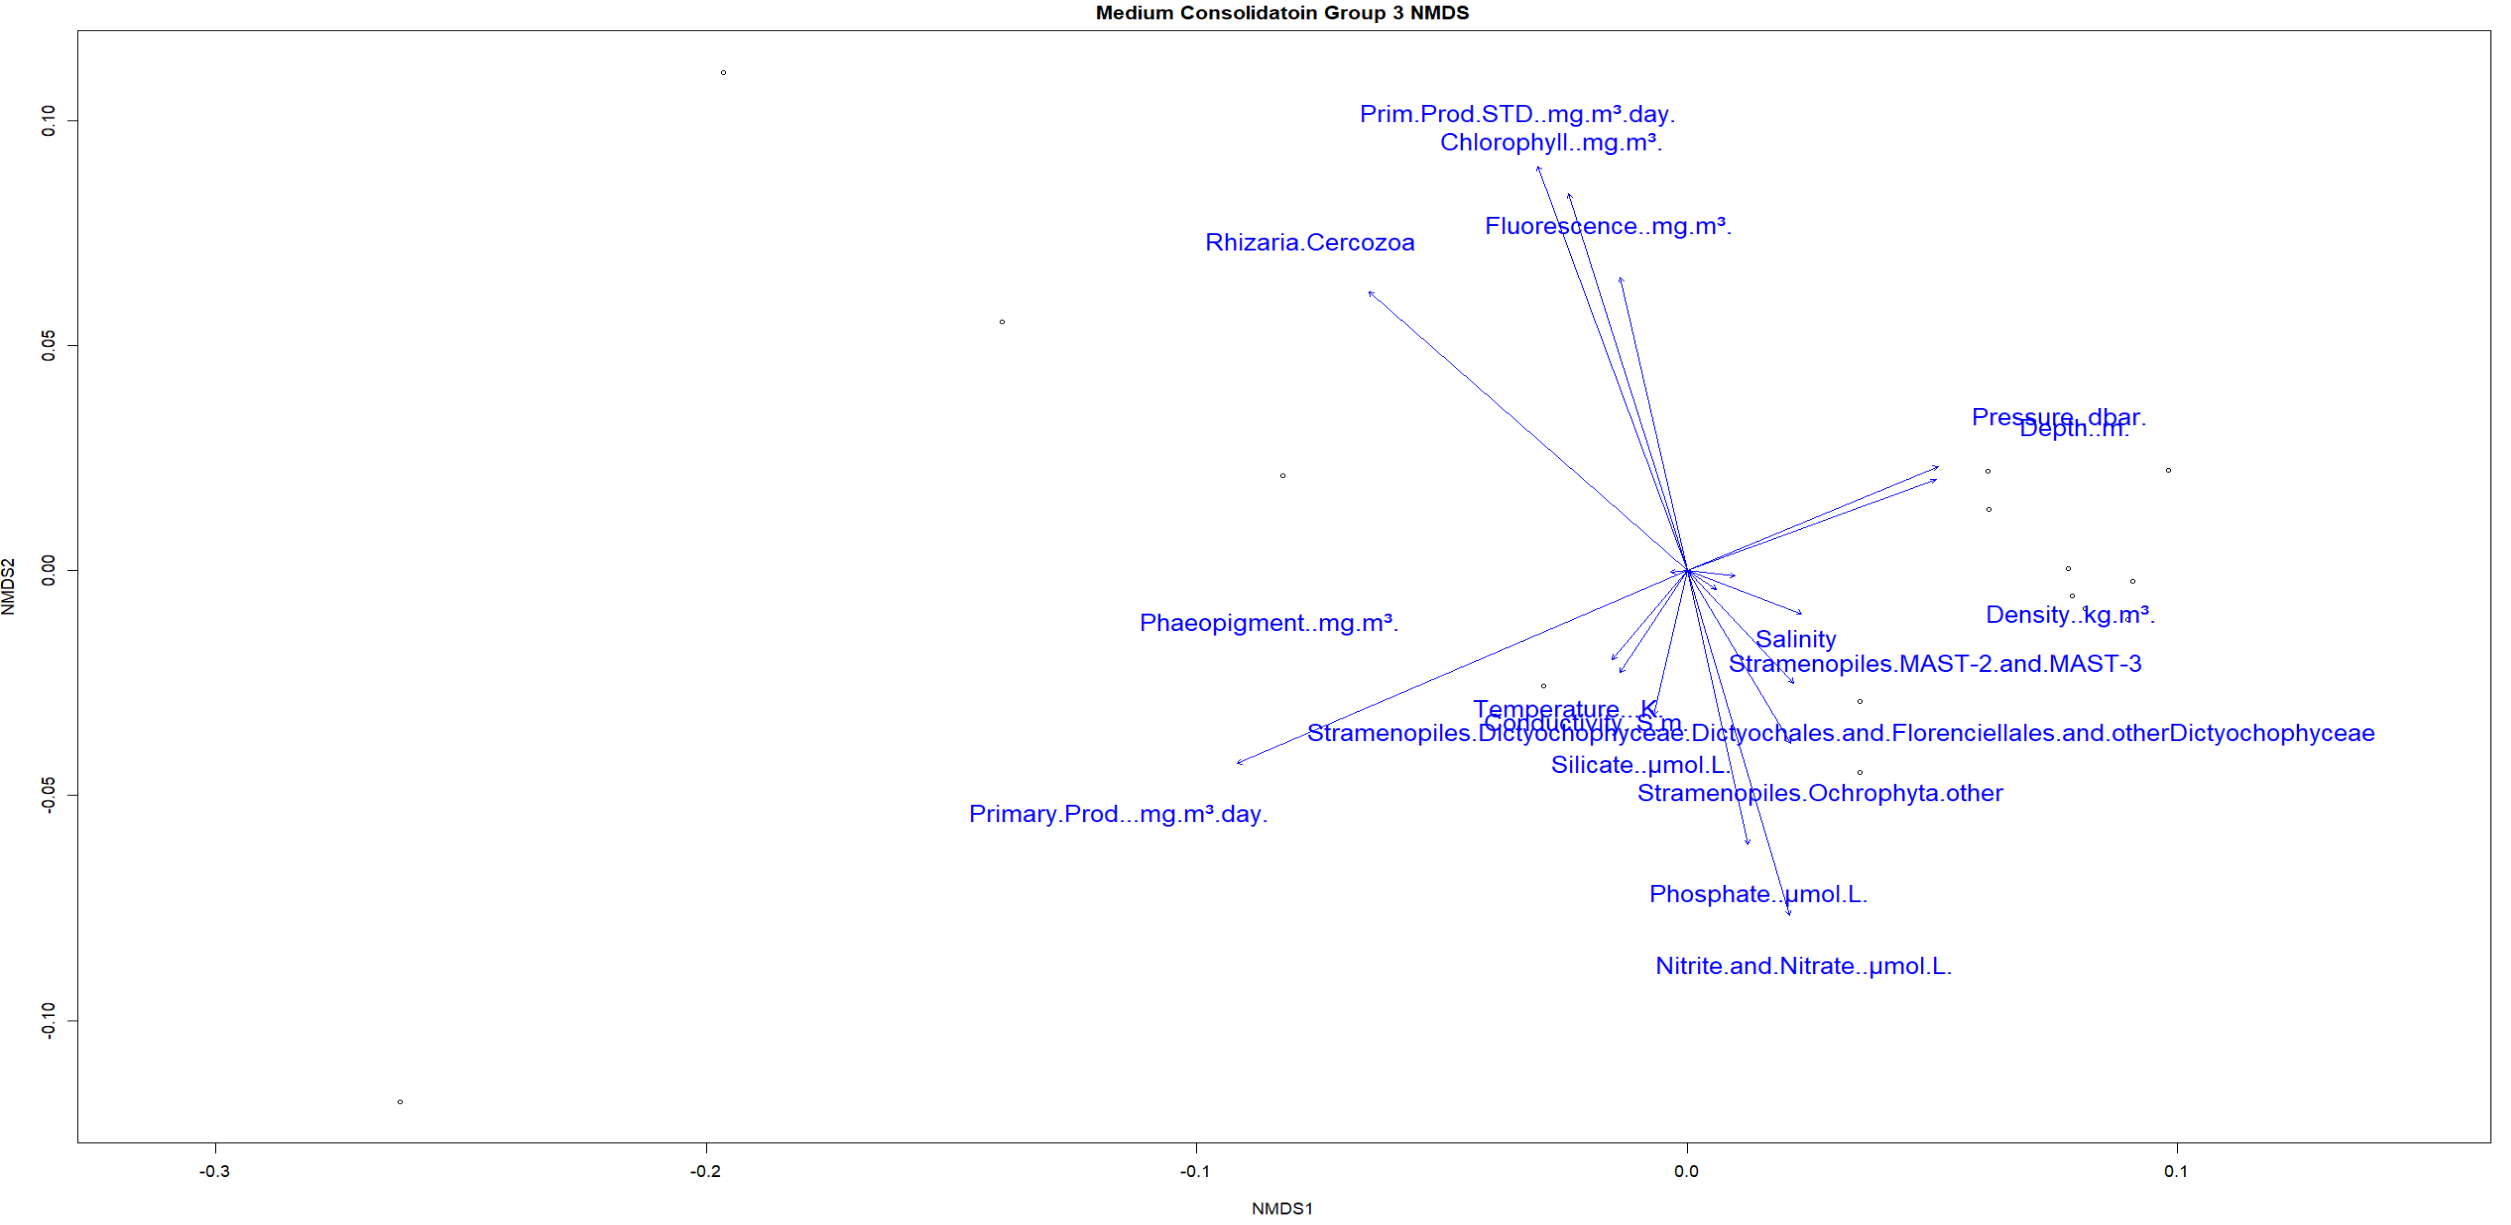 Medium Consolidatoin Group 3 NMDS
Prim.Prod.STD..mg.m³.day.
Chlorophyll..mg.m³.
Fluorescence..mg.m³.
Rhizaria.Cercozoa
Pressure..dbar.
Depth..m.
Phaeopigment..mg.m³.
Density..kg.m³.
Salinity
Stramenopiles.MAST-2.and.MAST-3
Temperature...K.
Conductivity..S.m.
Stramenopiles.Dictyochophyceae.Dictyochales.and.Florenciellales.and.otherDictyochophyceae
Silicate..µmol.L.
Stramenopiles.Ochrophyta.other
Primary.Prod...mg.m³.day.
Phosphate..µmol.L.
Nitrite.and.Nitrate..µmol.L.
0.10
0.05
0.00
-0.05
-0.10
NMDS2
-0.3
-0.2
-0.1
0.0
0.1
NMDS1